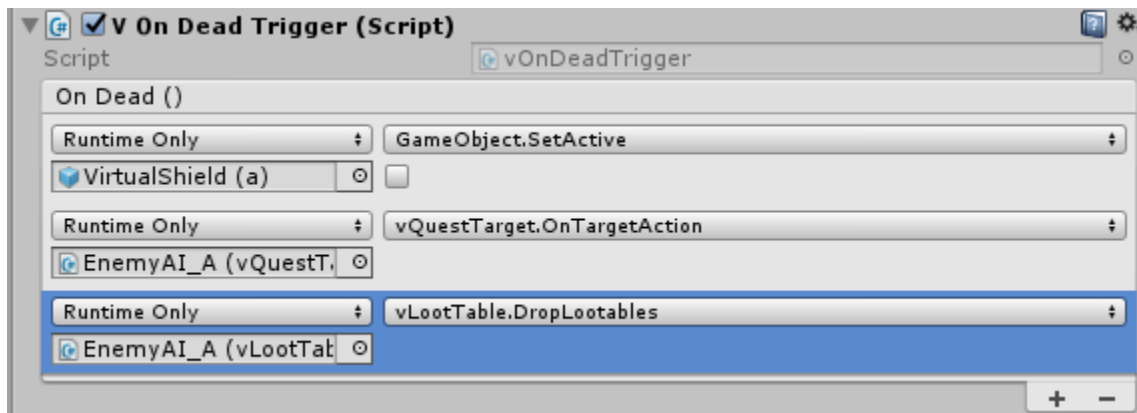 V On Dead Trigger (Script)
Script vOnDeadTrigger
On Dead ()
Runtime Only GameObject.SetActive
VirtualShield (a)
Runtime Only vQuestTarget.OnTargetAction
EnemyAI_A (vQuestT
Runtime Only vLootTable.DropLootables
EnemyAI_A (vLootTab
+ −